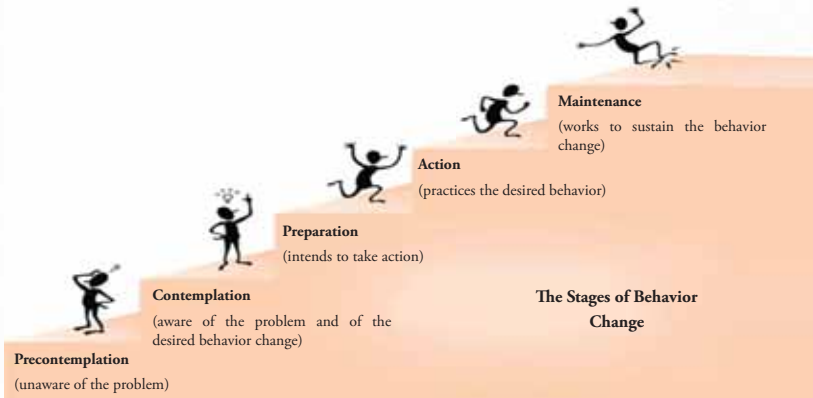 Maintenance
(works to sustain the behavior
change)
Action
(practices the desired behavior)
Preparation
(intends to take action)
Contemplation
(aware of the problem and of the
desired behavior change)
The Stages of Behavior
Change
Precontemplation
(unaware of the problem)